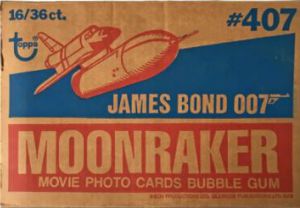 16/36ct.
#407
Topps
JAMES BOND 007
MOONRAKER
MOVIE PHOTO CARDS BUBBLE GUM